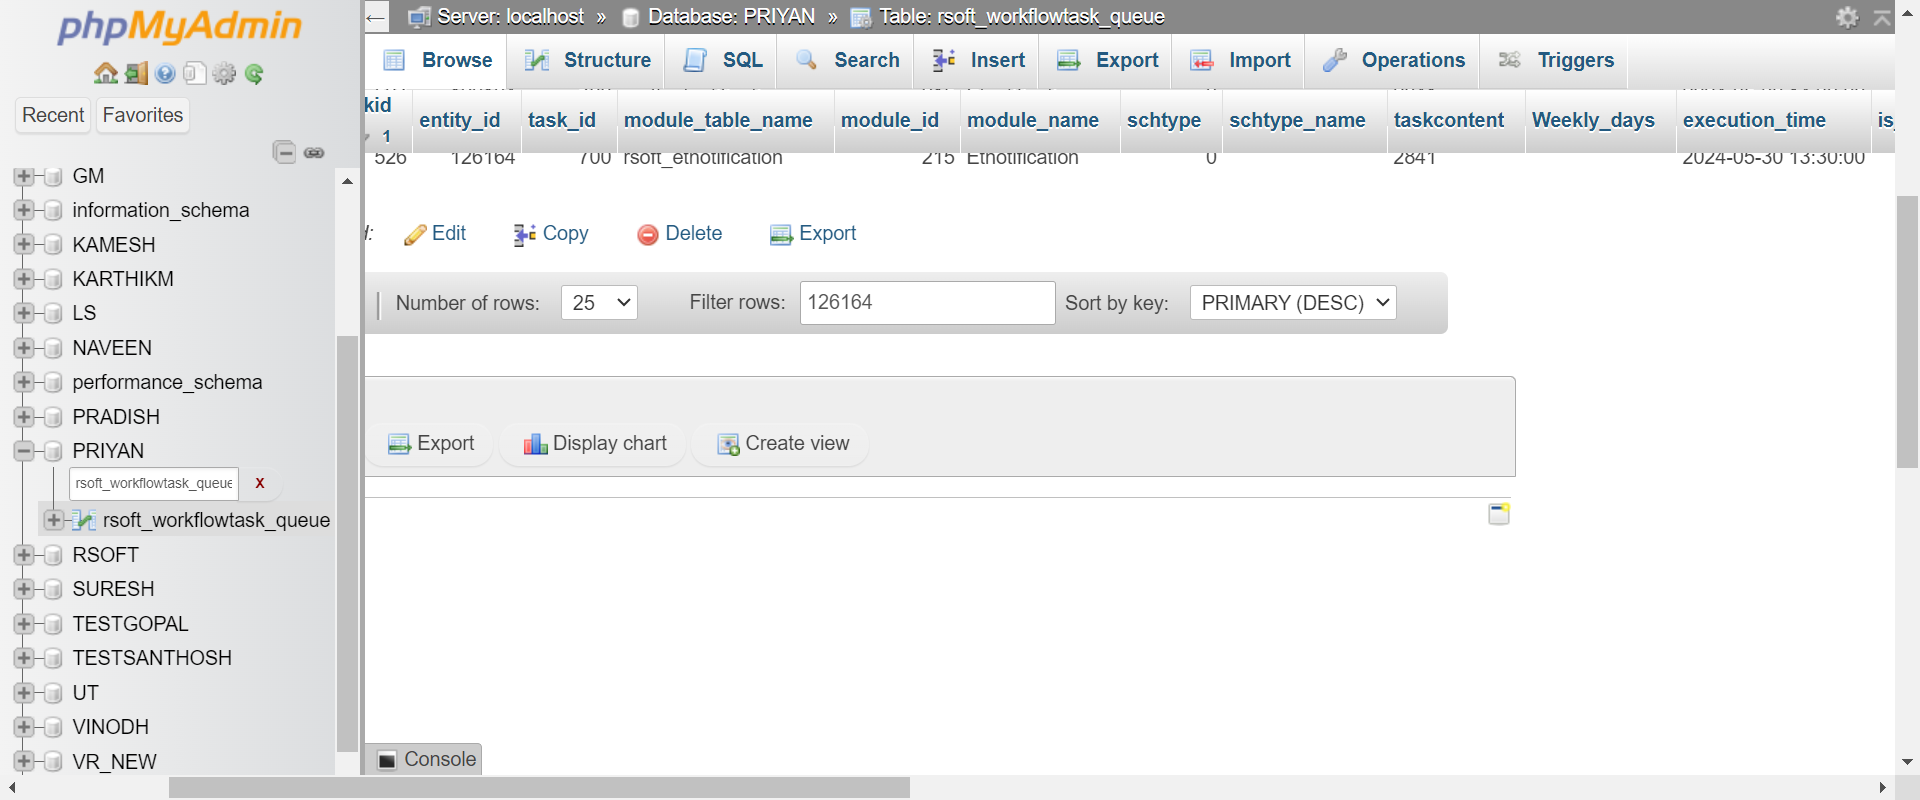 phpMyAdmin
Recent
Favorites
GM
information_schema
KAMESH
KARTHIKM
LS
NAVEEN
performance_schema
PRADISH
PRIYAN
rsoft_workflowtask_queue
X
rsoft_workflowtask_queue
RSOFT
SURESH
TESTGOPAL
TESTSANTHOSH
UT
VINODH
VR_NEW
← Server: localhost » Database: PRIYAN » Table: rsoft_workflowtask_queue
Browse Structure SQL Search Insert Export Import Operations Triggers
kid 1 entity_id task_id module_table_name module_id module_name schtype schtype_name taskcontent Weekly_days execution_time is_
526 126164 700 rsoft_etnotification 215 Etnotification 0 2841 2024-05-30 13:30:00
Edit Copy Delete Export
Number of rows: 25 Filter rows: 126164 Sort by key: PRIMARY (DESC)
Export Display chart Create view
Console